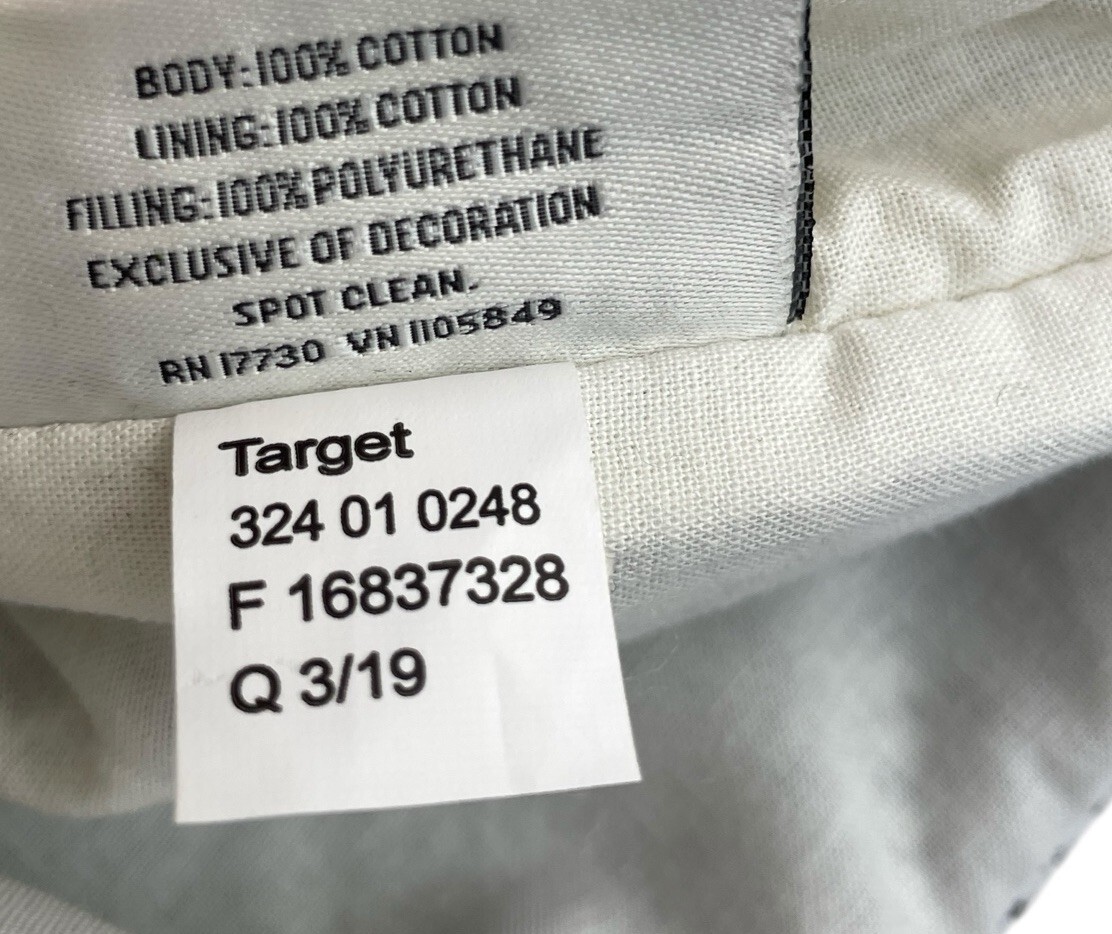 BODY: 100% COTTON
LINING: 100% COTTON
FILLING: 100% POLYURETHANE
EXCLUSIVE OF DECORATION
SPOT CLEAN.
RN 17730 VN 1105849
Target
324 01 0248
F 16837328
Q 3/19